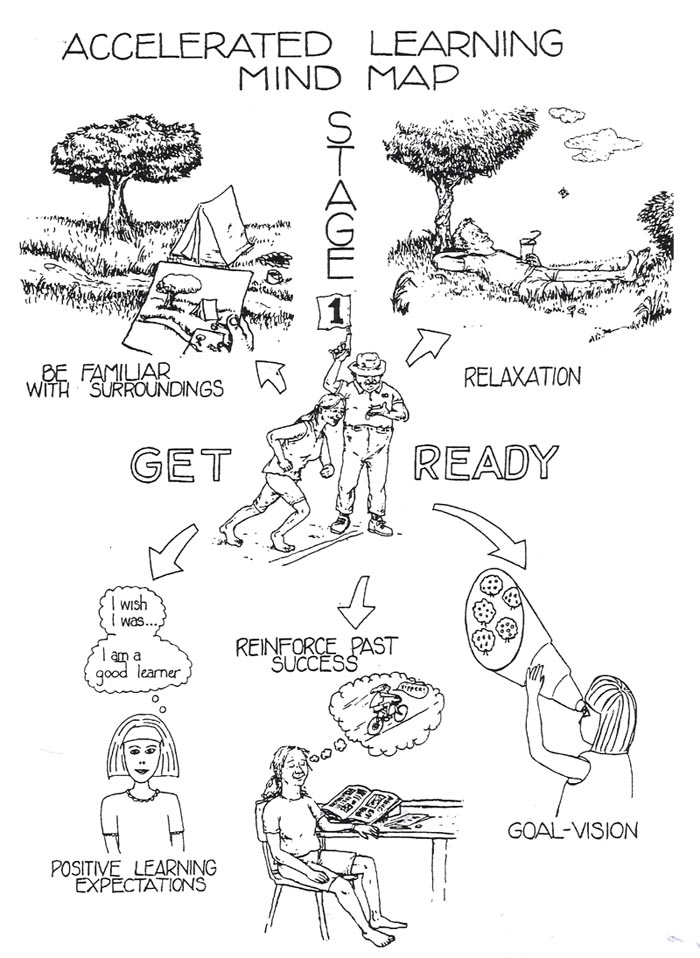 ACCELERATED LEARNING
MIND MAP
STAGE
1
BE FAMILIAR
WITH SURROUNDINGS
RELAXATION
GET READY
I wish
I was...
I am a
good learner
POSITIVE LEARNING
EXPECTATIONS
REINFORCE PAST
SUCCESS
GOAL-VISION